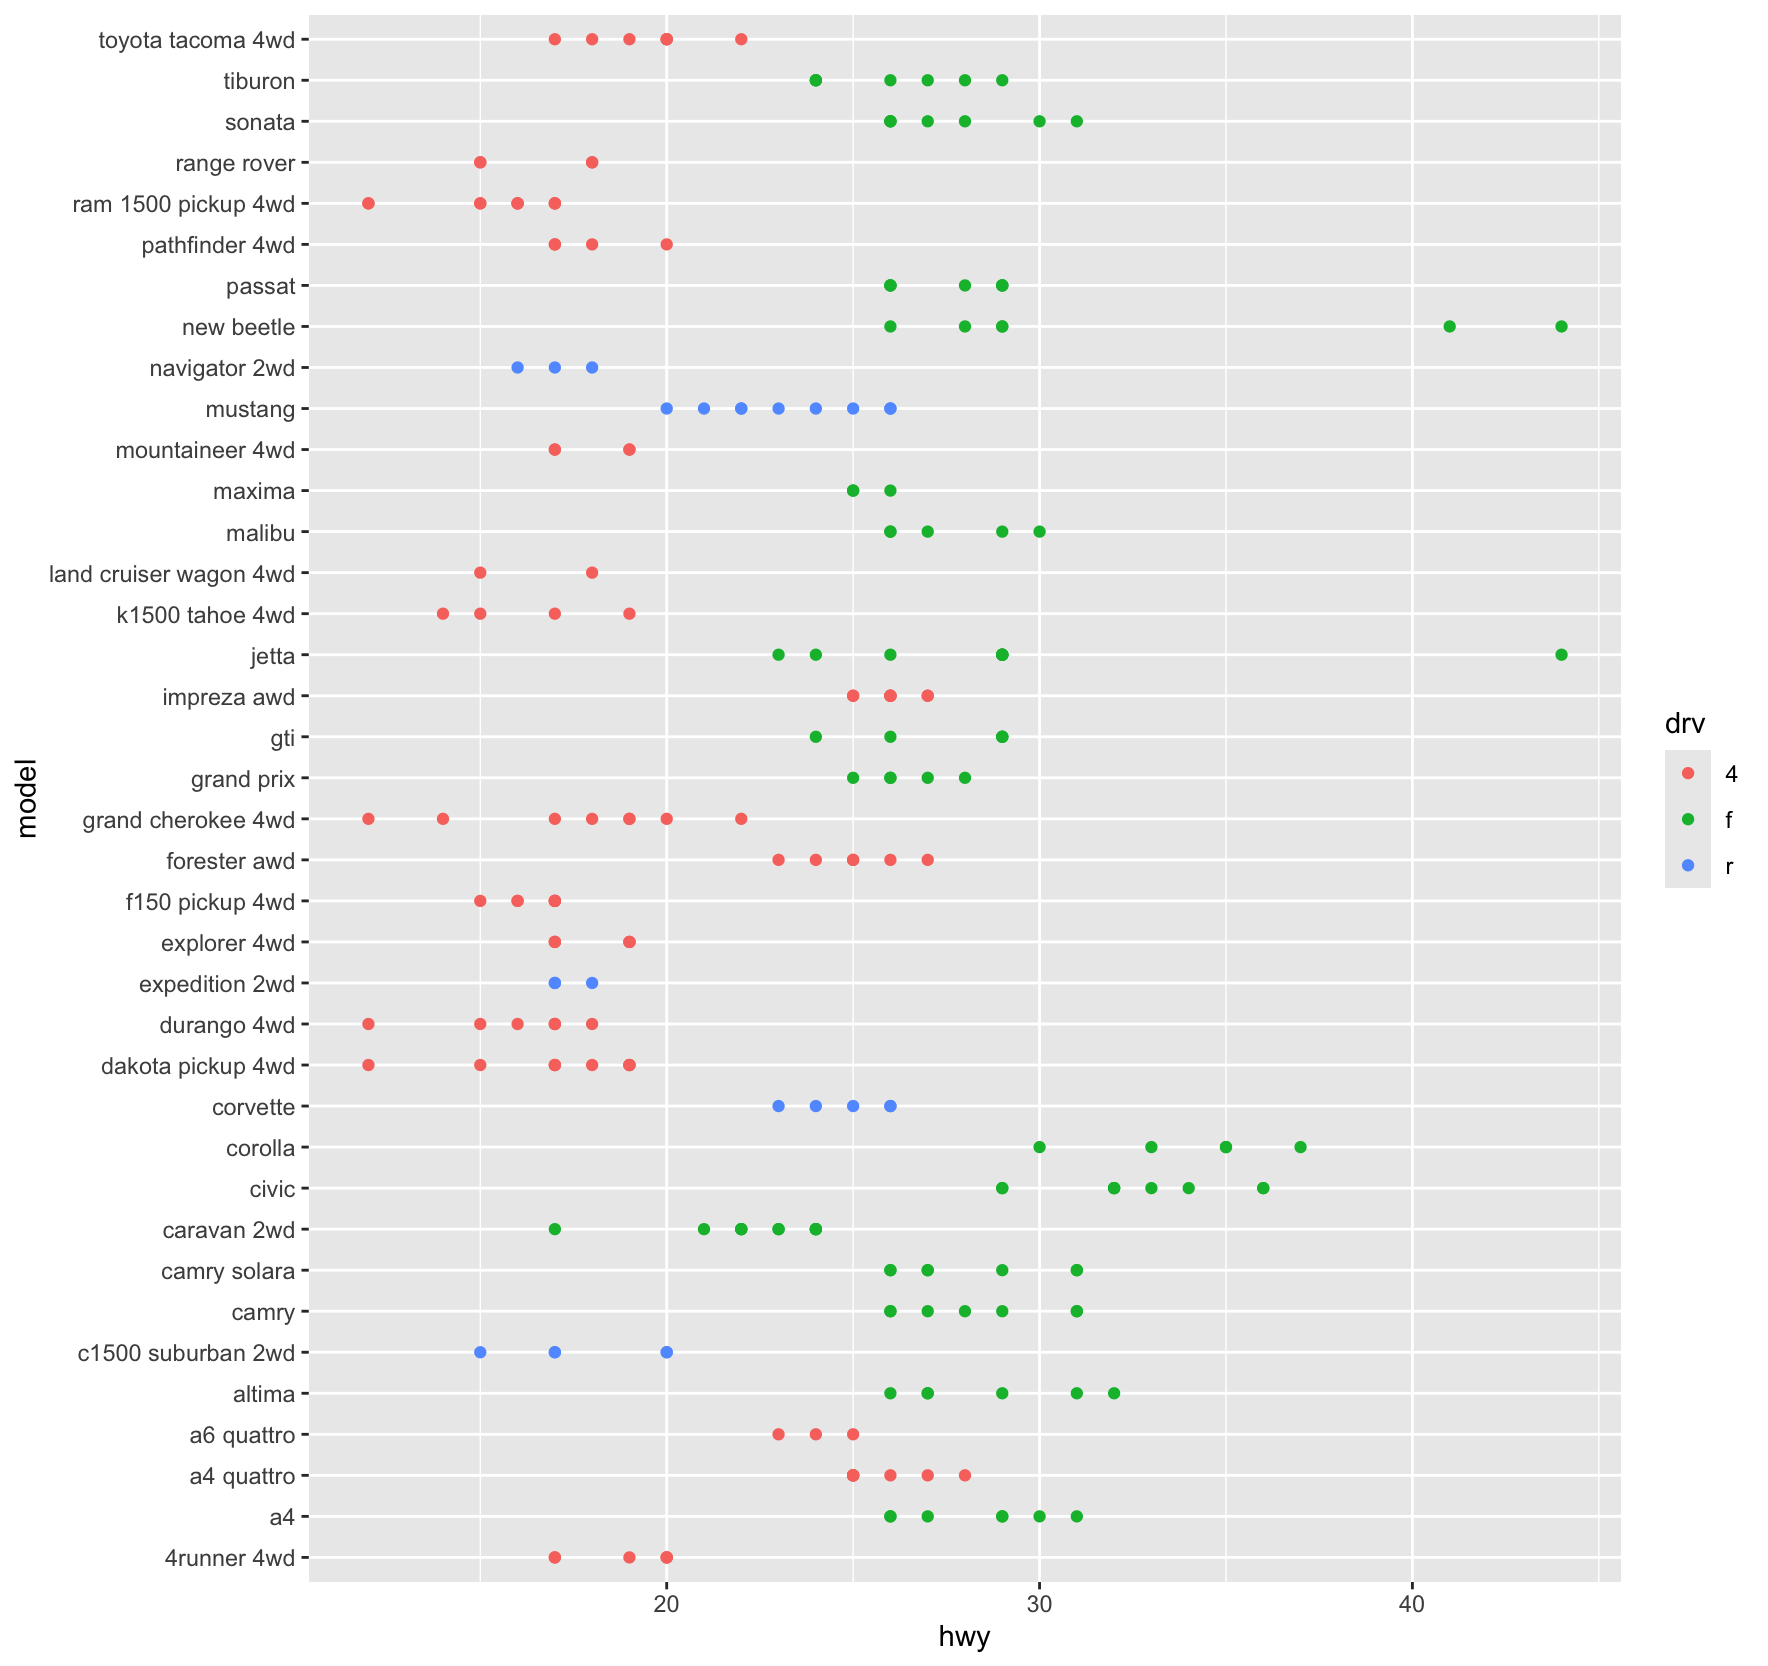 toyota tacoma 4wd
tiburon
sonata
range rover
ram 1500 pickup 4wd
pathfinder 4wd
passat
new beetle
navigator 2wd
mustang
mountaineer 4wd
maxima
malibu
land cruiser wagon 4wd
k1500 tahoe 4wd
jetta
impreza awd
gti
grand prix
grand cherokee 4wd
forester awd
f150 pickup 4wd
explorer 4wd
expedition 2wd
durango 4wd
dakota pickup 4wd
corvette
corolla
civic
caravan 2wd
camry solara
camry
c1500 suburban 2wd
altima
a6 quattro
a4 quattro
a4
4runner 4wd
model
20 30 40
hwy
drv
4
f
r